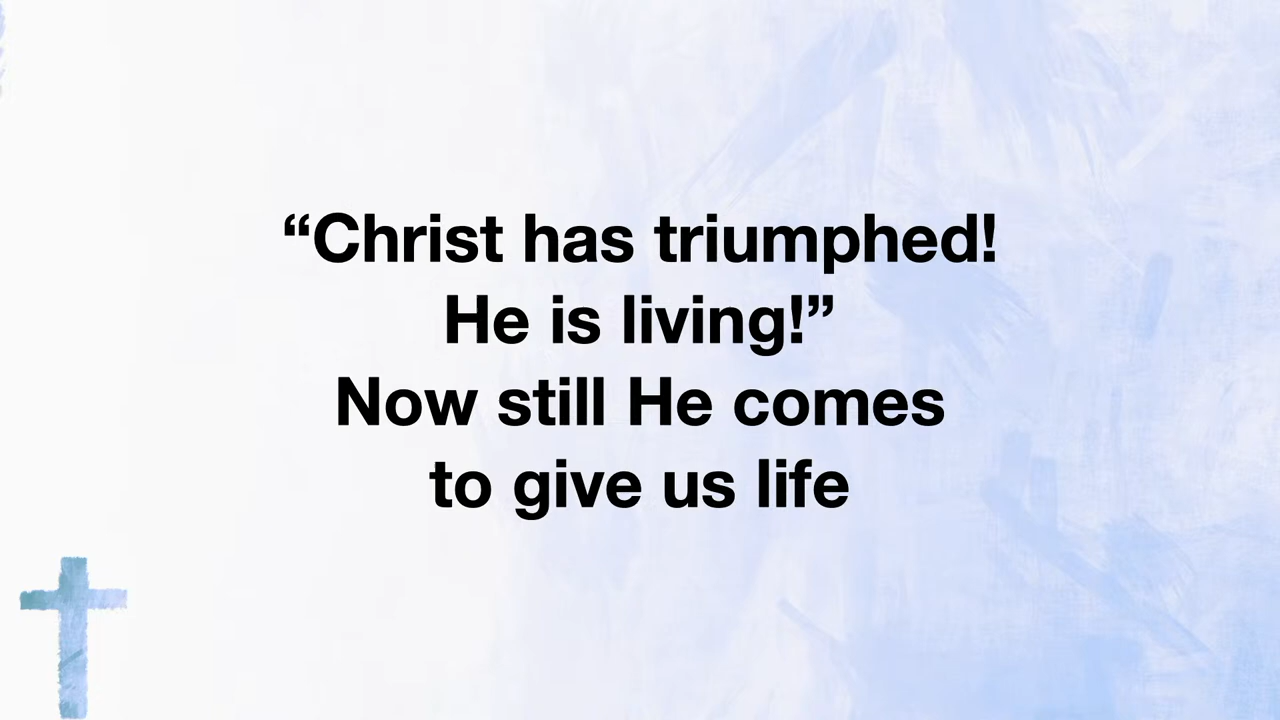 “Christ has triumphed!
He is living!”
Now still He comes
to give us life